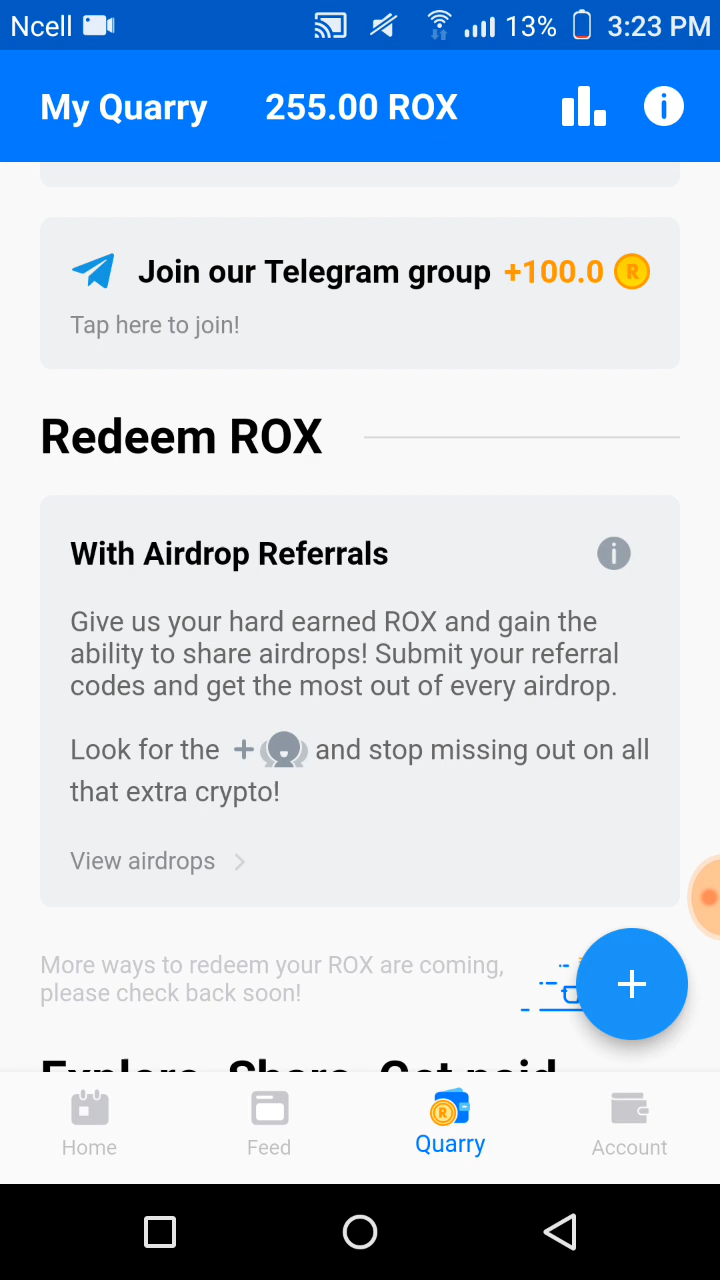 Ncell 13% 3:23 PM
My Quarry 255.00 ROX
Join our Telegram group +100.0 R
Tap here to join!
Redeem ROX
With Airdrop Referrals
Give us your hard earned ROX and gain the
ability to share airdrops! Submit your referral
codes and get the most out of every airdrop.
Look for the + and stop missing out on all
that extra crypto!
View airdrops
More ways to redeem your ROX are coming,
please check back soon!
Explore, Share, Get paid
Home Feed Quarry Account